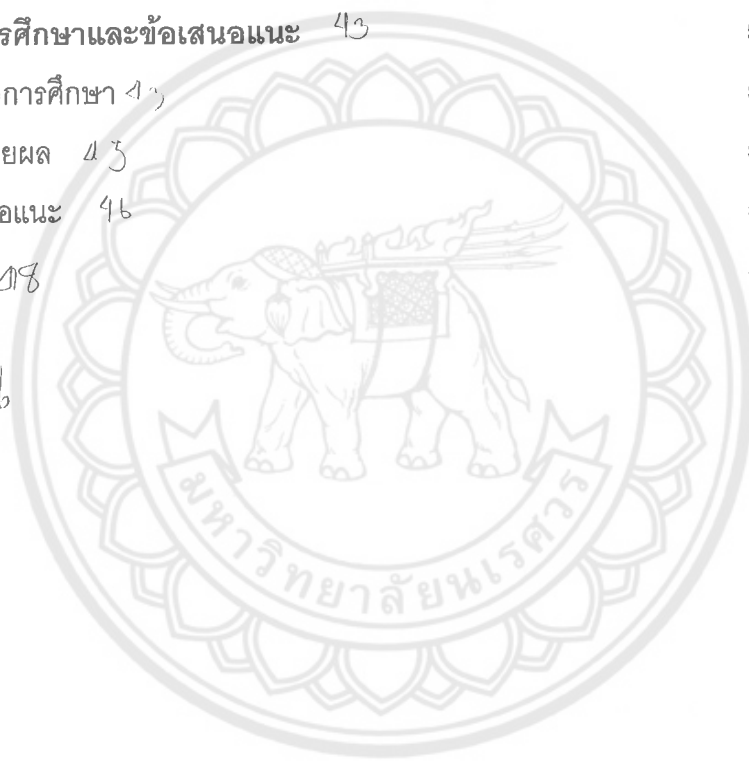 รศึกษาและข้อเสนอแนะ 43
การศึกษา 43
ยผล 43
อแนะ 46
48
มหาวิทยาลัยนเรศวร